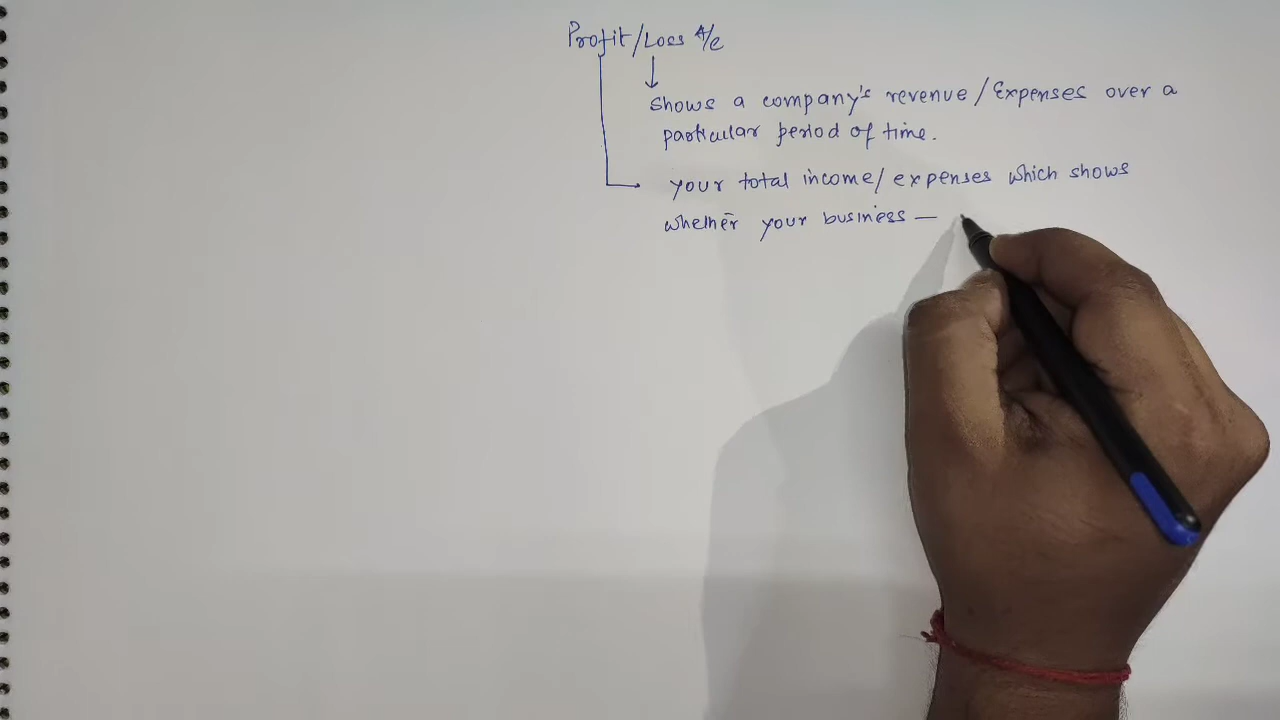 Profit/Loss A/c
Shows a company's revenue/Expenses over a
particular period of time.
your total income/expenses which shows
whether your business —